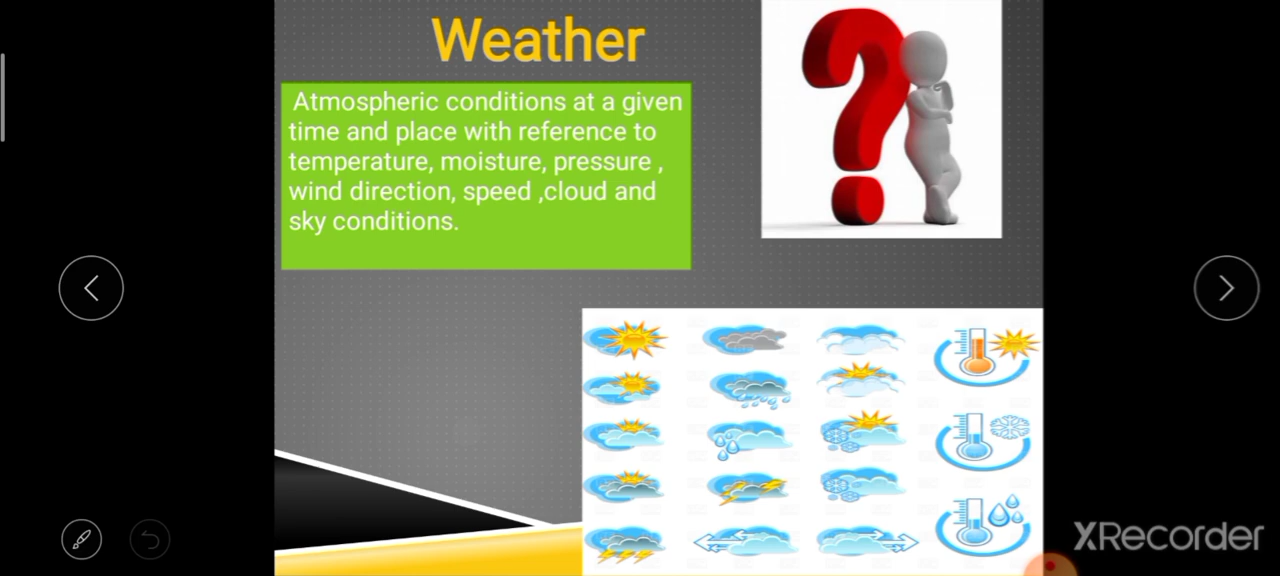 Weather
Atmospheric conditions at a given
time and place with reference to
temperature, moisture, pressure ,
wind direction, speed ,cloud and
sky conditions.
XRecorder